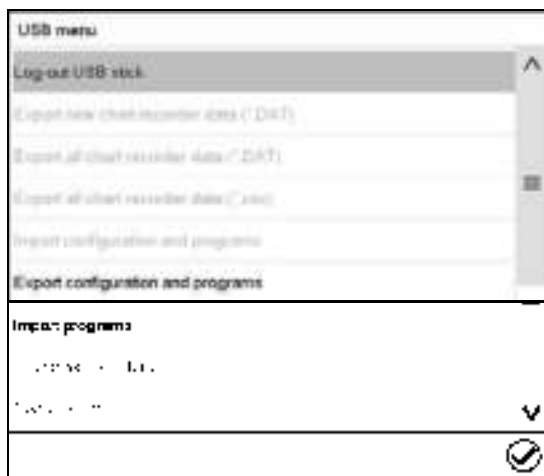 USB menu
Log-out USB stick
Export new chart recorder data (*.DAT)
Export all chart recorder data (*.DAT)
Export all chart recorder data (*.csv)
Import configuration and programs
Export configuration and programs
Import programs